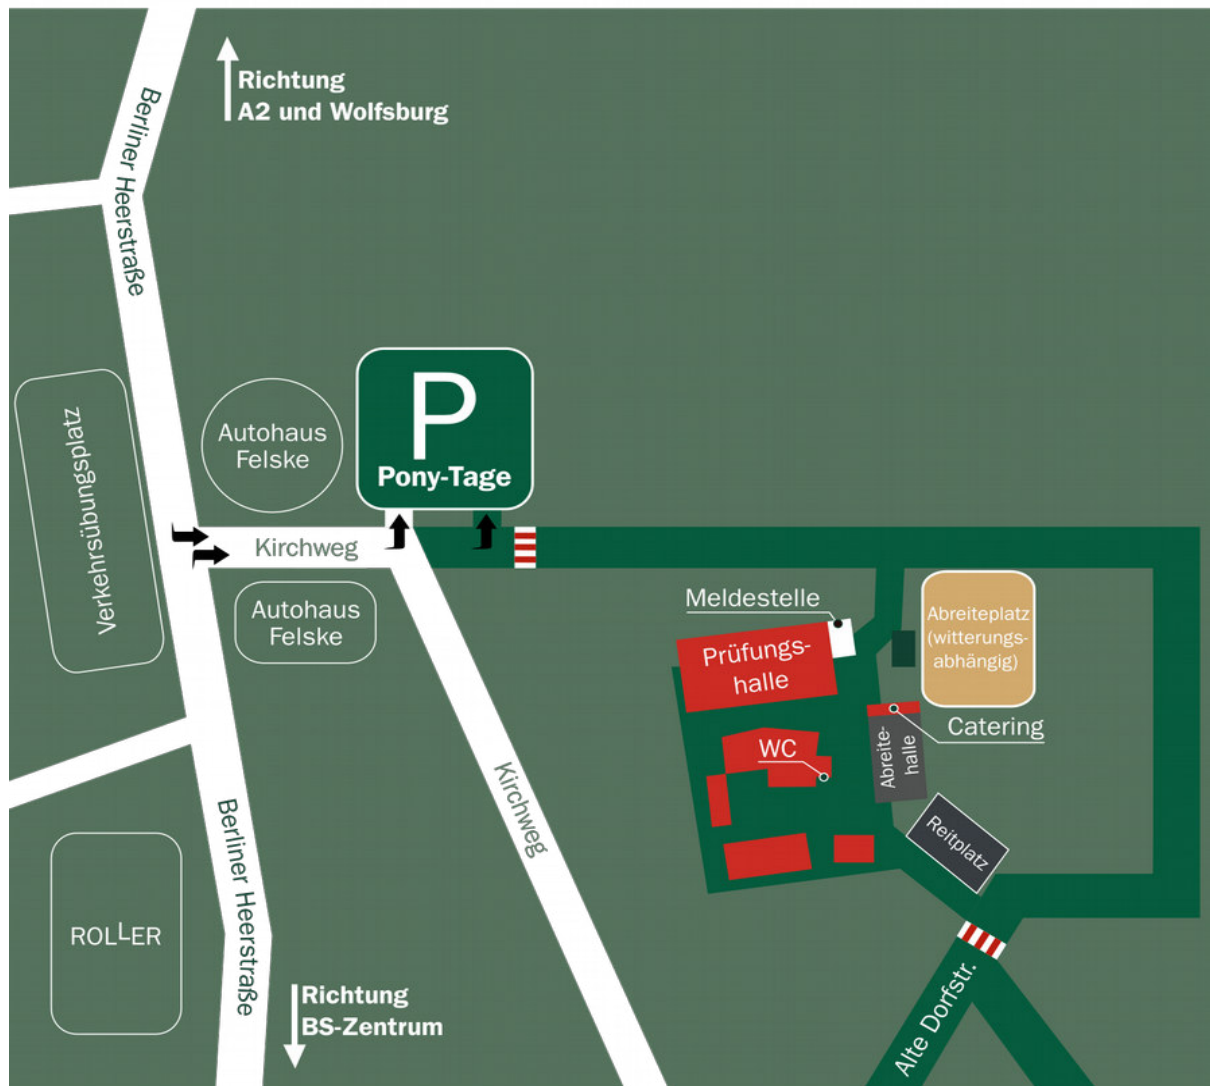 Richtung
A2 und Wolfsburg
Berliner Heerstraße
P
Pony-Tage
Autohaus
Felske
Verkehrsübungsplatz
Kirchweg
Autohaus
Felske
Meldestelle
Abreiteplatz
(witterungs-
abhängig)
Prüfungs-
halle
Catering
WC
Abreite-
halle
Kirchweg
Reitplatz
Berliner Heerstraße
ROLLER
Richtung
BS-Zentrum
Alte Dorfstr.